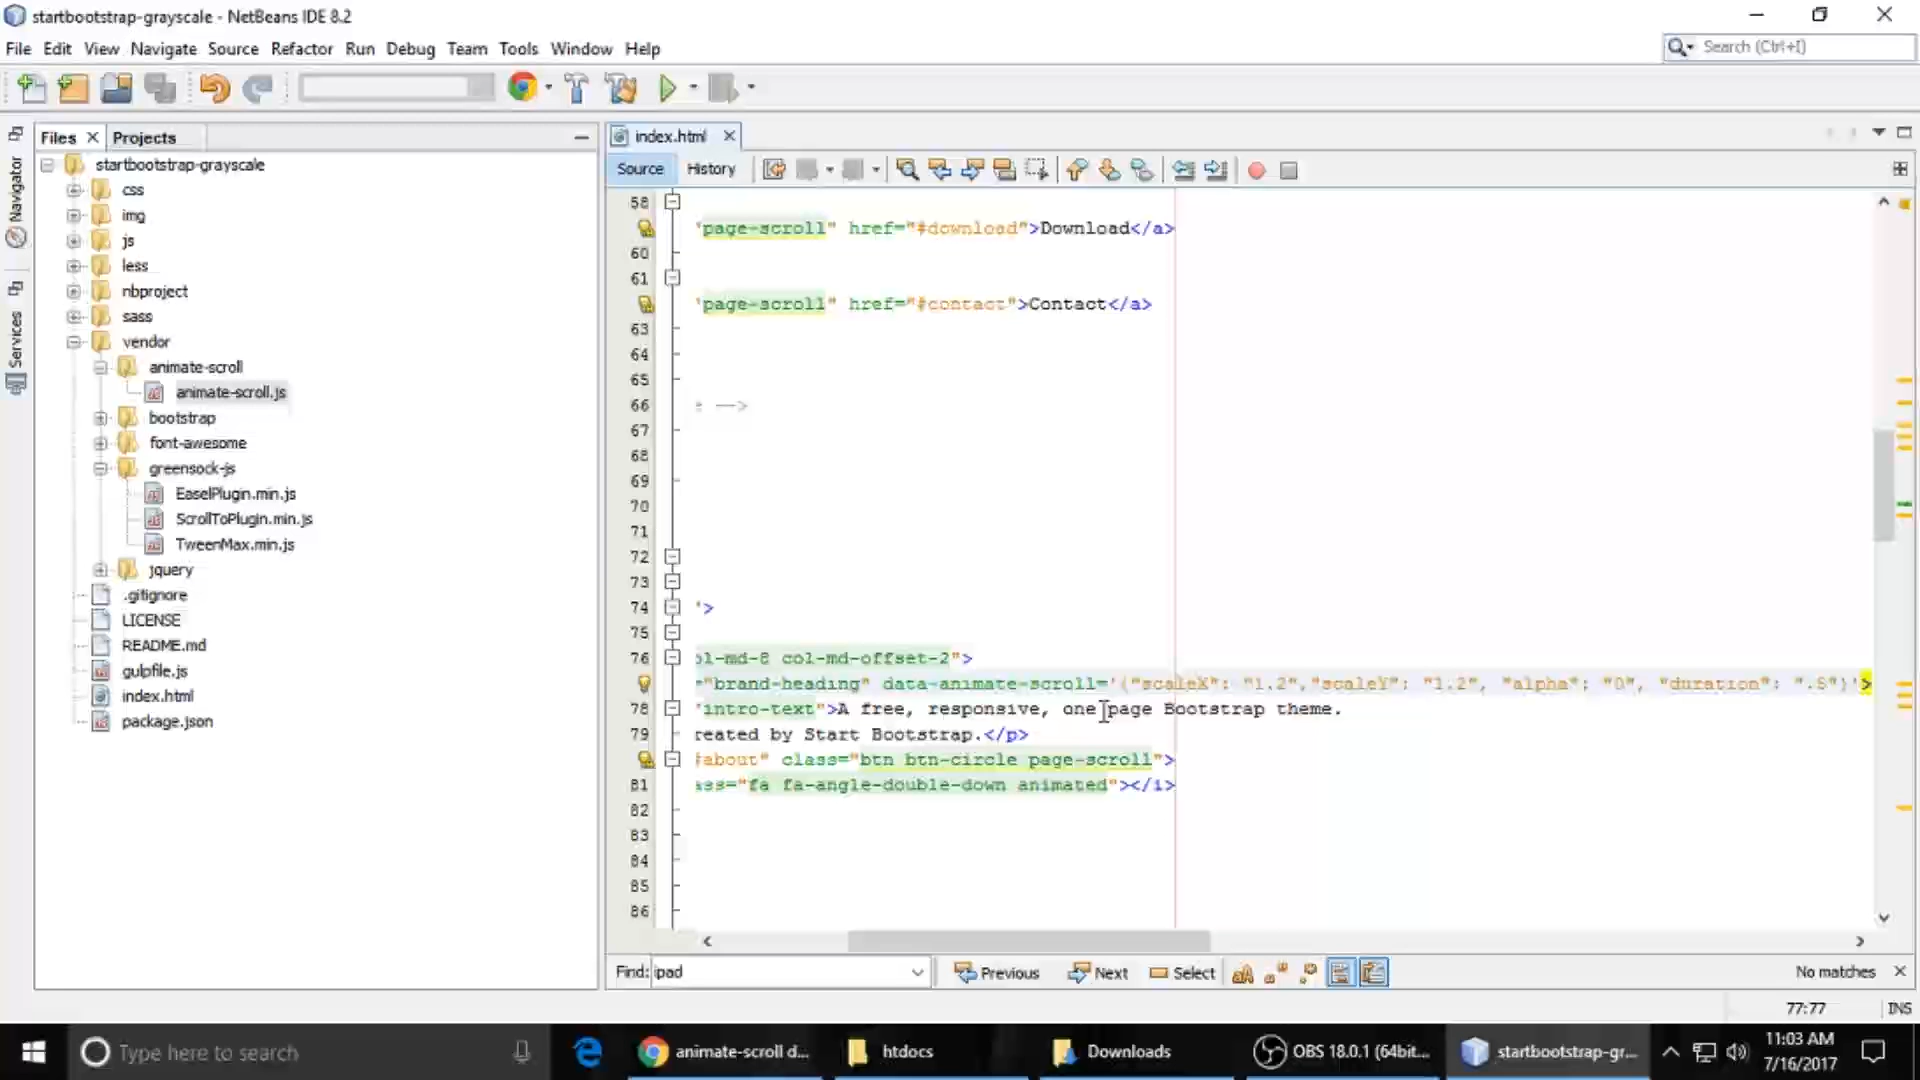 startbootstrap-grayscale - NetBeans IDE 8.2
File Edit View Navigate Source Refactor Run Debug Team Tools Window Help
Search (Ctrl+I)
Files Projects
Navigator
Services
startbootstrap-grayscale
css
img
js
less
nbproject
sass
vendor
animate-scroll
animate-scroll.js
bootstrap
font-awesome
greensock-js
EaselPlugin.min.js
ScrollToPlugin.min.js
TweenMax.min.js
jquery
.gitignore
LICENSE
README.md
gulpfile.js
index.html
package.json
index.html
Source History
58
"page-scroll" href="#download">Download</a>
60
61
"page-scroll" href="#contact">Contact</a>
63
64
65
66 e -->
67
68
69
70
71
72
73
74 ">
75
76 ol-md-8 col-md-offset-2">
="brand-heading" data-animate-scroll='{"scaleX": "1.2","scaleY": "1.2", "alpha": "0", "duration": ".5"}'>
78 "intro-text">A free, responsive, one page Bootstrap theme.
79 reated by Start Bootstrap.</p>
#about" class="btn btn-circle page-scroll">
81 ass="fa fa-angle-double-down animated"></i>
82
83
84
85
86
Find: ipad Previous Next Select No matches
77:77 INS
Type here to search
animate-scroll d...
htdocs
Downloads
OBS 18.0.1 (64bit...
startbootstrap-gr...
11:03 AM
7/16/2017